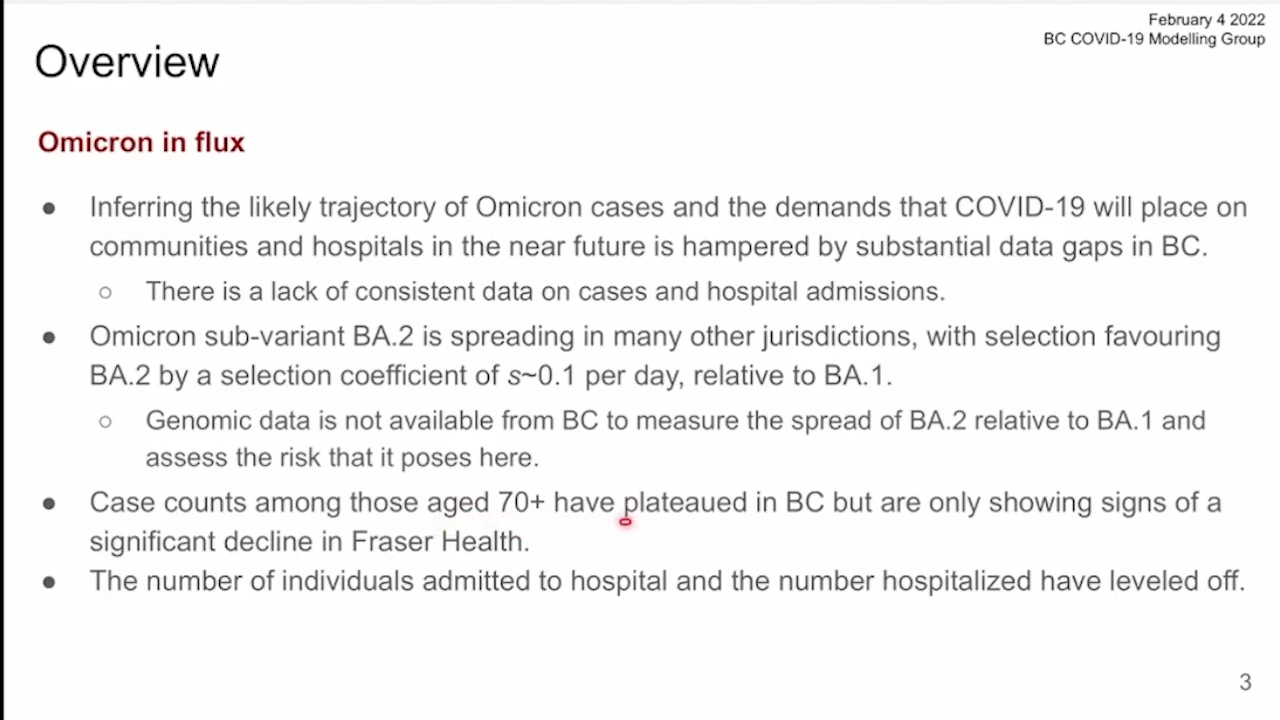 February 4 2022
BC COVID-19 Modelling Group
Overview
Omicron in flux
● Inferring the likely trajectory of Omicron cases and the demands that COVID-19 will place on
communities and hospitals in the near future is hampered by substantial data gaps in BC.
○ There is a lack of consistent data on cases and hospital admissions.
● Omicron sub-variant BA.2 is spreading in many other jurisdictions, with selection favouring
BA.2 by a selection coefficient of s~0.1 per day, relative to BA.1.
○ Genomic data is not available from BC to measure the spread of BA.2 relative to BA.1 and
assess the risk that it poses here.
● Case counts among those aged 70+ have plateaued in BC but are only showing signs of a
significant decline in Fraser Health.
● The number of individuals admitted to hospital and the number hospitalized have leveled off.
3